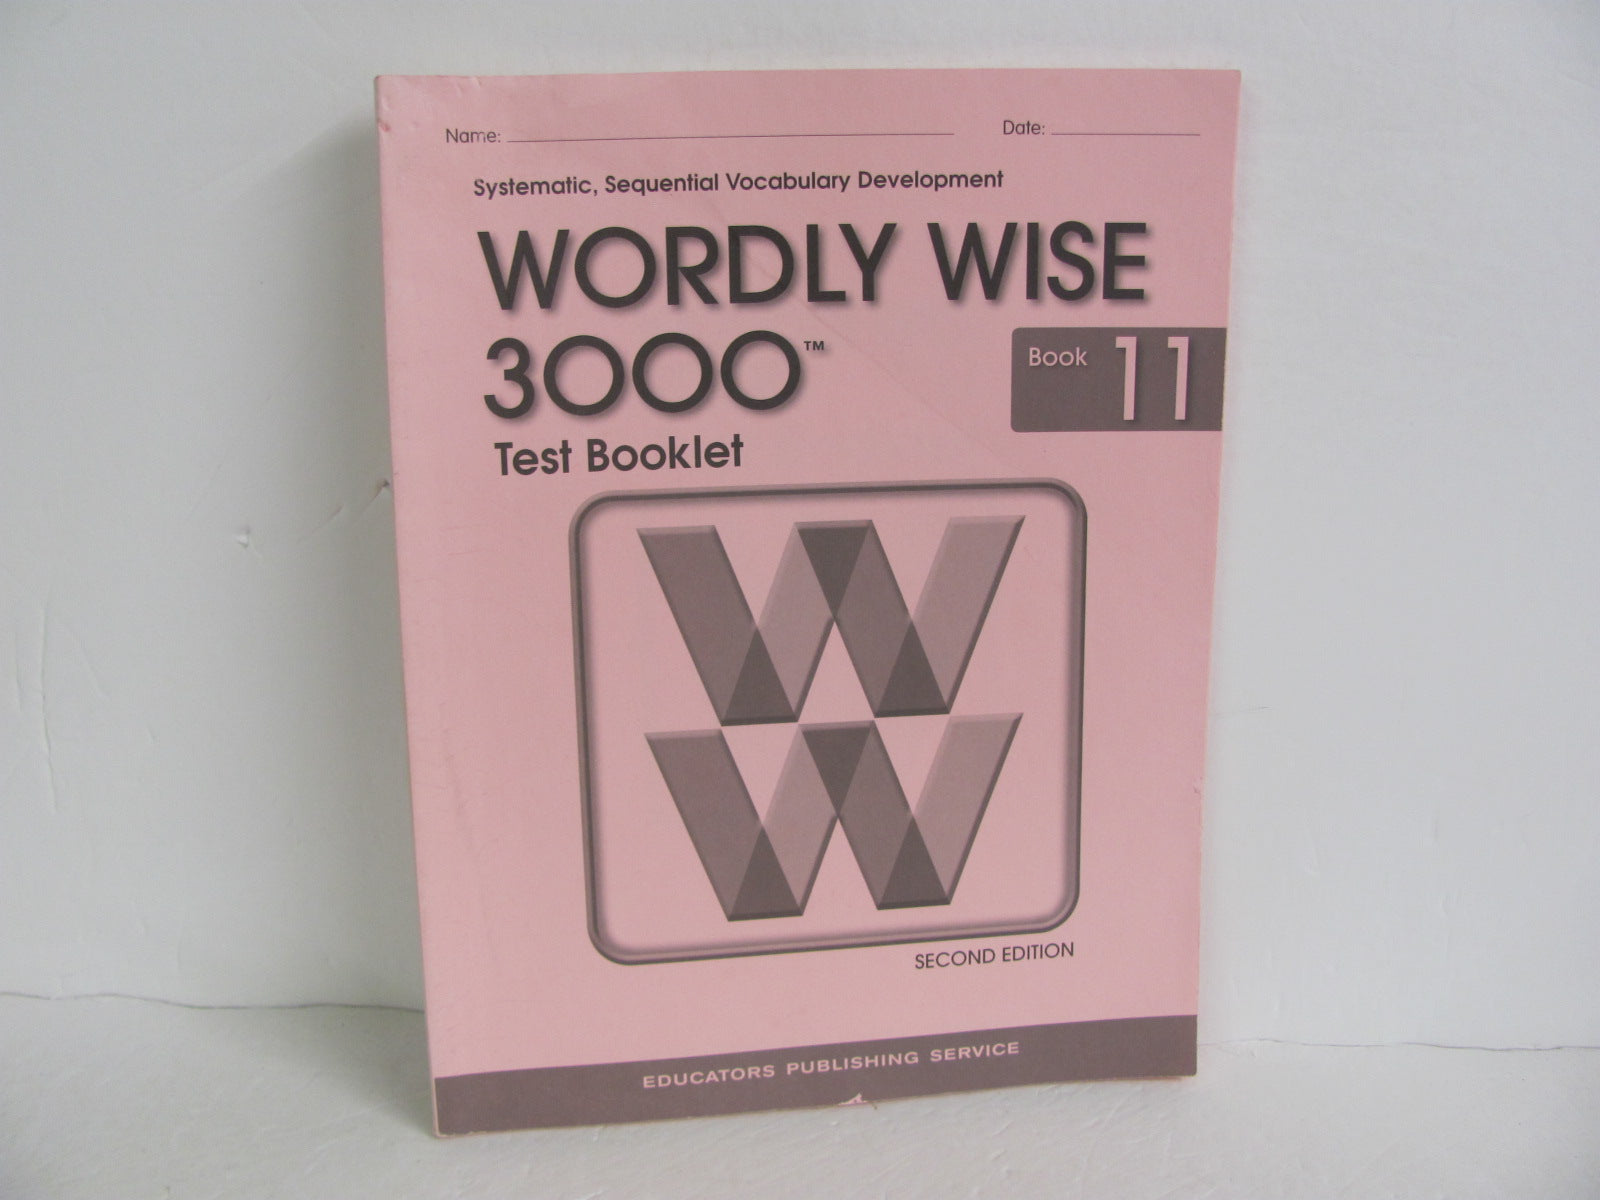 Name: Date:
Systematic, Sequential Vocabulary Development
WORDLY WISE
3000™
Book 11
Test Booklet
W
W
SECOND EDITION
EDUCATORS PUBLISHING SERVICE